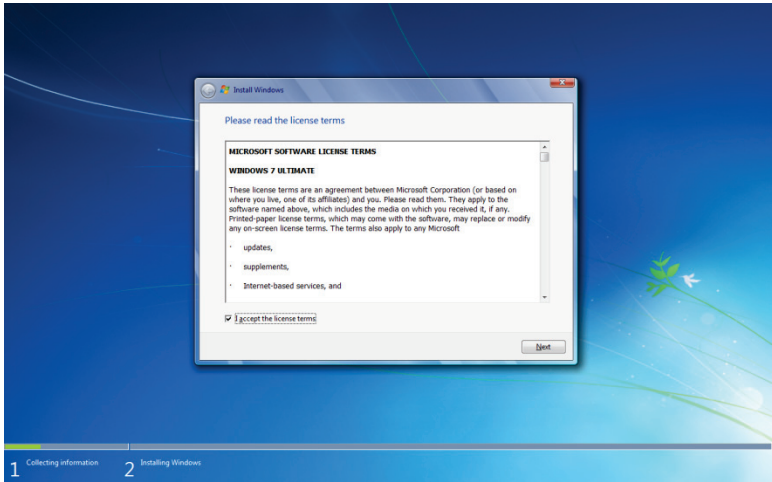 Install Windows
Please read the license terms
MICROSOFT SOFTWARE LICENSE TERMS
WINDOWS 7 ULTIMATE
These license terms are an agreement between Microsoft Corporation (or based on
where you live, one of its affiliates) and you. Please read them. They apply to the
software named above, which includes the media on which you received it, if any.
Printed-paper license terms, which may come with the software, may replace or modify
any on-screen license terms. The terms also apply to any Microsoft
· updates,
· supplements,
· Internet-based services, and
I accept the license terms
Next
1 Collecting information
2 Installing Windows